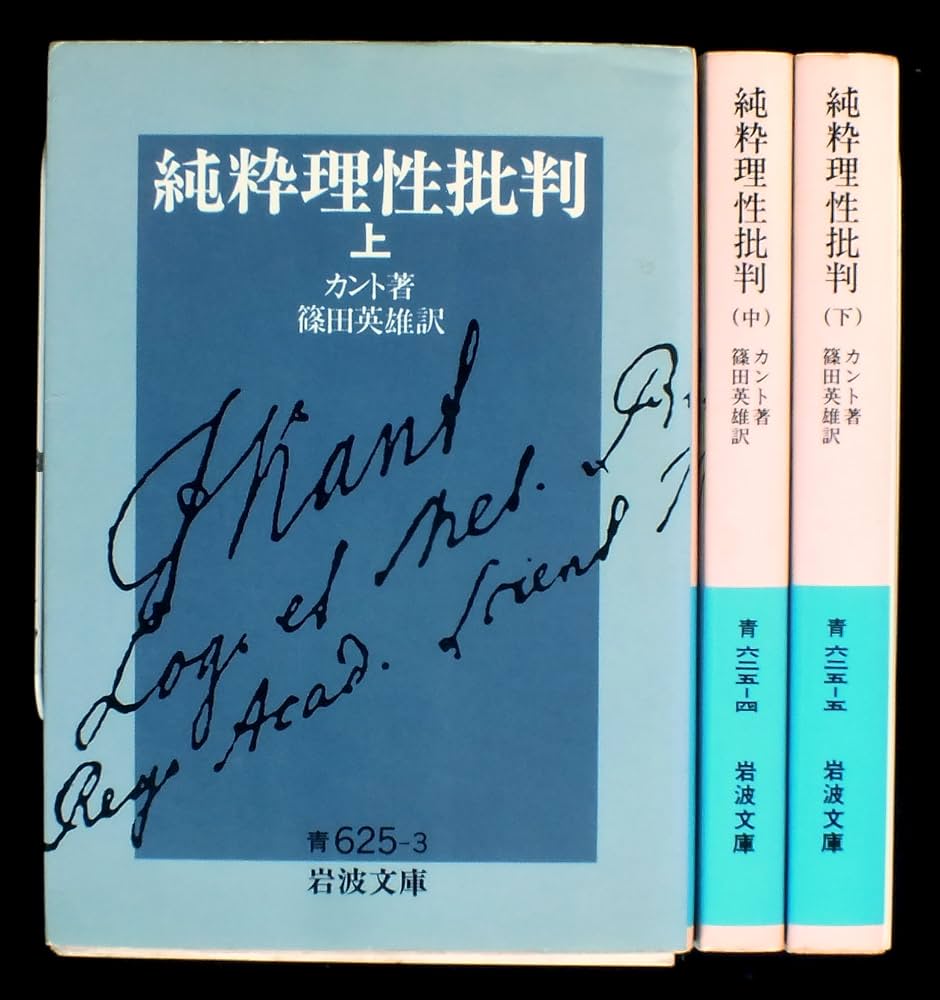 純粋理性批判
上
カント著
篠田英雄訳
I Kant
Log. et Met.
Reg. Acad. Scient
青625-3
岩波文庫
純粋理性批判(中)
カント著
篠田英雄訳
青 六二五-四
岩波文庫
純粋理性批判(下)
カント著
篠田英雄訳
青 六二五-五
岩波文庫